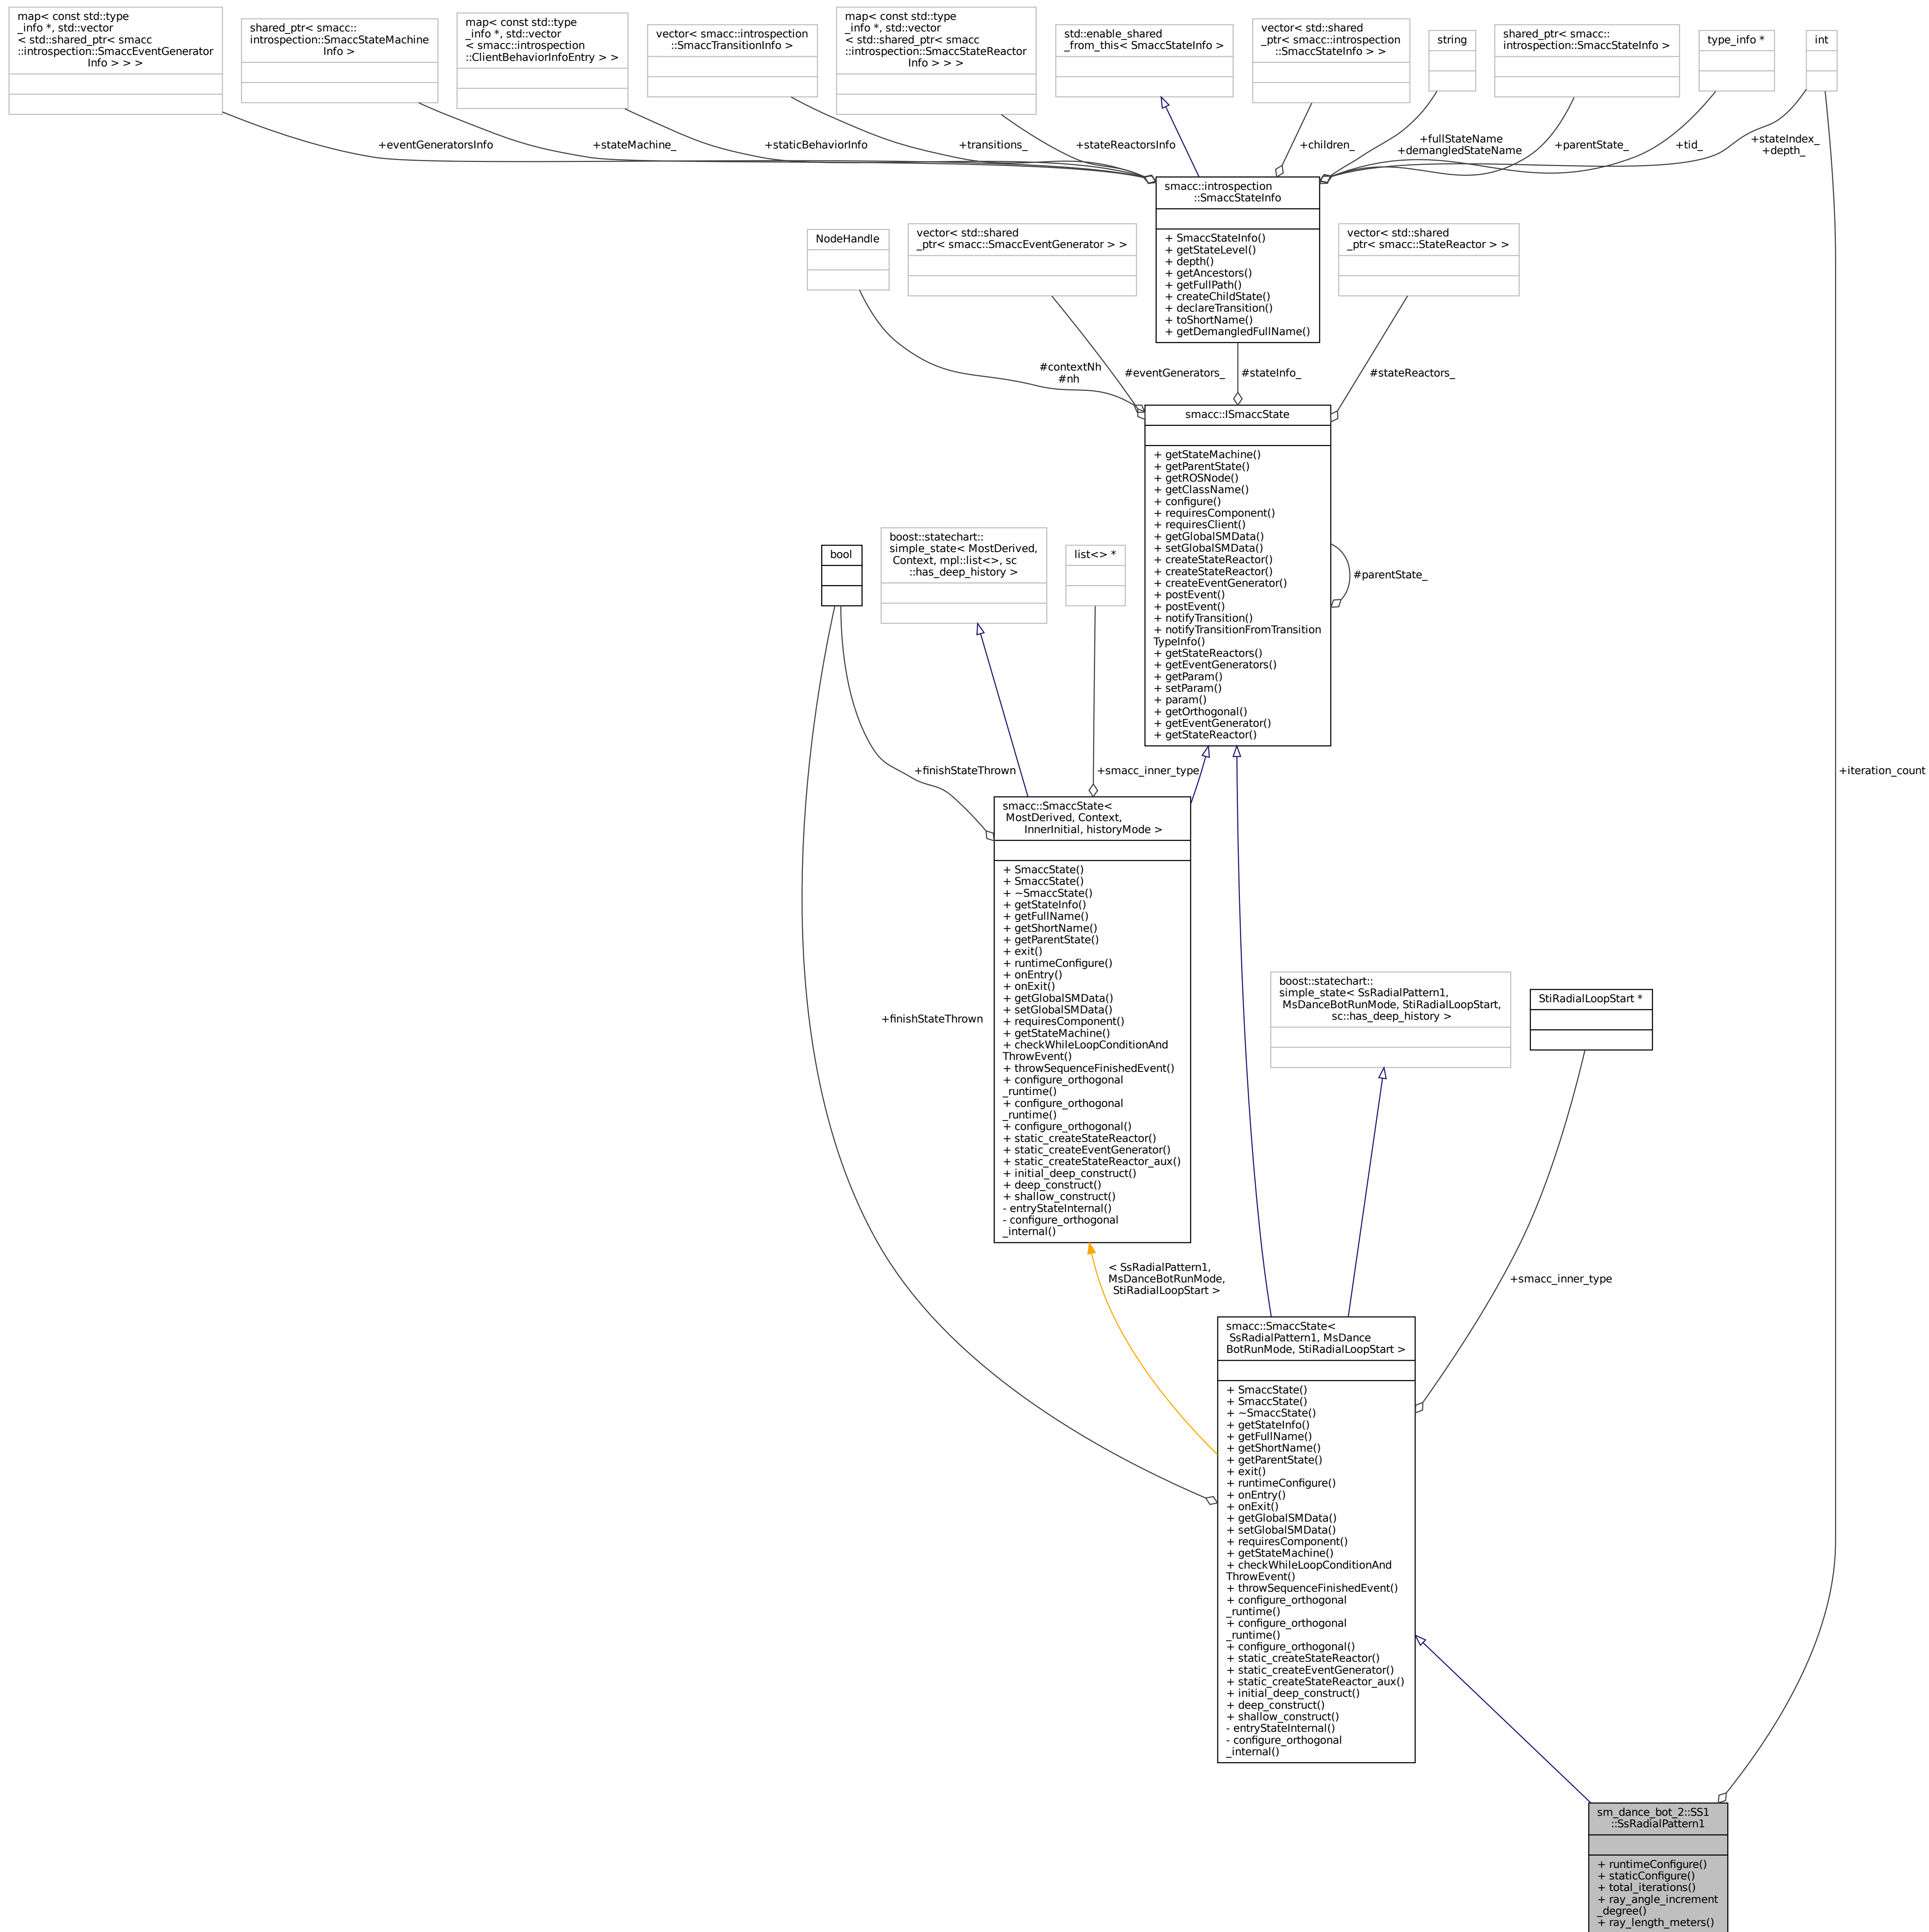 map< const std::type
_info *, std::vector
< std::shared_ptr< smacc
::introspection::SmaccEventGenerator
Info > > >
shared_ptr< smacc::
introspection::SmaccStateMachine
Info >
map< const std::type
_info *, std::vector
< smacc::introspection
::ClientBehaviorInfoEntry > >
vector< smacc::introspection
::SmaccTransitionInfo >
map< const std::type
_info *, std::vector
< std::shared_ptr< smacc
::introspection::SmaccStateReactor
Info > > >
std::enable_shared
_from_this< SmaccStateInfo >
vector< std::shared
_ptr< smacc::introspection
::SmaccStateInfo > >
string
shared_ptr< smacc::
introspection::SmaccStateInfo >
type_info *
int
+eventGeneratorsInfo
+stateMachine_
+staticBehaviorInfo
+transitions_
+stateReactorsInfo
+children_
+fullStateName
+demangledStateName
+parentState_
+tid_
+stateIndex_
+depth_
smacc::introspection
::SmaccStateInfo
+ SmaccStateInfo()
+ getStateLevel()
+ depth()
+ getAncestors()
+ getFullPath()
+ createChildState()
+ declareTransition()
+ toShortName()
+ getDemangledFullName()
NodeHandle
vector< std::shared
_ptr< smacc::SmaccEventGenerator > >
vector< std::shared
_ptr< smacc::StateReactor > >
#contextNh
#nh
#eventGenerators_
#stateInfo_
#stateReactors_
smacc::ISmaccState
+ getStateMachine()
+ getParentState()
+ getROSNode()
+ getClassName()
+ configure()
+ requiresComponent()
+ requiresClient()
+ getGlobalSMData()
+ setGlobalSMData()
+ createStateReactor()
+ createStateReactor()
+ createEventGenerator()
+ postEvent()
+ postEvent()
+ notifyTransition()
+ notifyTransitionFromTransition
TypeInfo()
+ getStateReactors()
+ getEventGenerators()
+ getParam()
+ setParam()
+ param()
+ getOrthogonal()
+ getEventGenerator()
+ getStateReactor()
#parentState_
bool
boost::statechart::
simple_state< MostDerived,
Context, mpl::list<>, sc
::has_deep_history >
list<> *
+finishStateThrown
+smacc_inner_type
+iteration_count
smacc::SmaccState<
MostDerived, Context,
InnerInitial, historyMode >
+ SmaccState()
+ SmaccState()
+ ~SmaccState()
+ getStateInfo()
+ getFullName()
+ getShortName()
+ getParentState()
+ exit()
+ runtimeConfigure()
+ onEntry()
+ onExit()
+ getGlobalSMData()
+ setGlobalSMData()
+ requiresComponent()
+ getStateMachine()
+ checkWhileLoopConditionAnd
ThrowEvent()
+ throwSequenceFinishedEvent()
+ configure_orthogonal
_runtime()
+ configure_orthogonal
_runtime()
+ configure_orthogonal()
+ static_createStateReactor()
+ static_createEventGenerator()
+ static_createStateReactor_aux()
+ initial_deep_construct()
+ deep_construct()
+ shallow_construct()
- entryStateInternal()
- configure_orthogonal
_internal()
+finishStateThrown
boost::statechart::
simple_state< SsRadialPattern1,
MsDanceBotRunMode, StiRadialLoopStart,
sc::has_deep_history >
StiRadialLoopStart *
< SsRadialPattern1,
MsDanceBotRunMode,
StiRadialLoopStart >
+smacc_inner_type
smacc::SmaccState<
SsRadialPattern1, MsDance
BotRunMode, StiRadialLoopStart >
+ SmaccState()
+ SmaccState()
+ ~SmaccState()
+ getStateInfo()
+ getFullName()
+ getShortName()
+ getParentState()
+ exit()
+ runtimeConfigure()
+ onEntry()
+ onExit()
+ getGlobalSMData()
+ setGlobalSMData()
+ requiresComponent()
+ getStateMachine()
+ checkWhileLoopConditionAnd
ThrowEvent()
+ throwSequenceFinishedEvent()
+ configure_orthogonal
_runtime()
+ configure_orthogonal
_runtime()
+ configure_orthogonal()
+ static_createStateReactor()
+ static_createEventGenerator()
+ static_createStateReactor_aux()
+ initial_deep_construct()
+ deep_construct()
+ shallow_construct()
- entryStateInternal()
- configure_orthogonal
_internal()
sm_dance_bot_2::SS1
::SsRadialPattern1
+ runtimeConfigure()
+ staticConfigure()
+ total_iterations()
+ ray_angle_increment
_degree()
+ ray_length_meters()